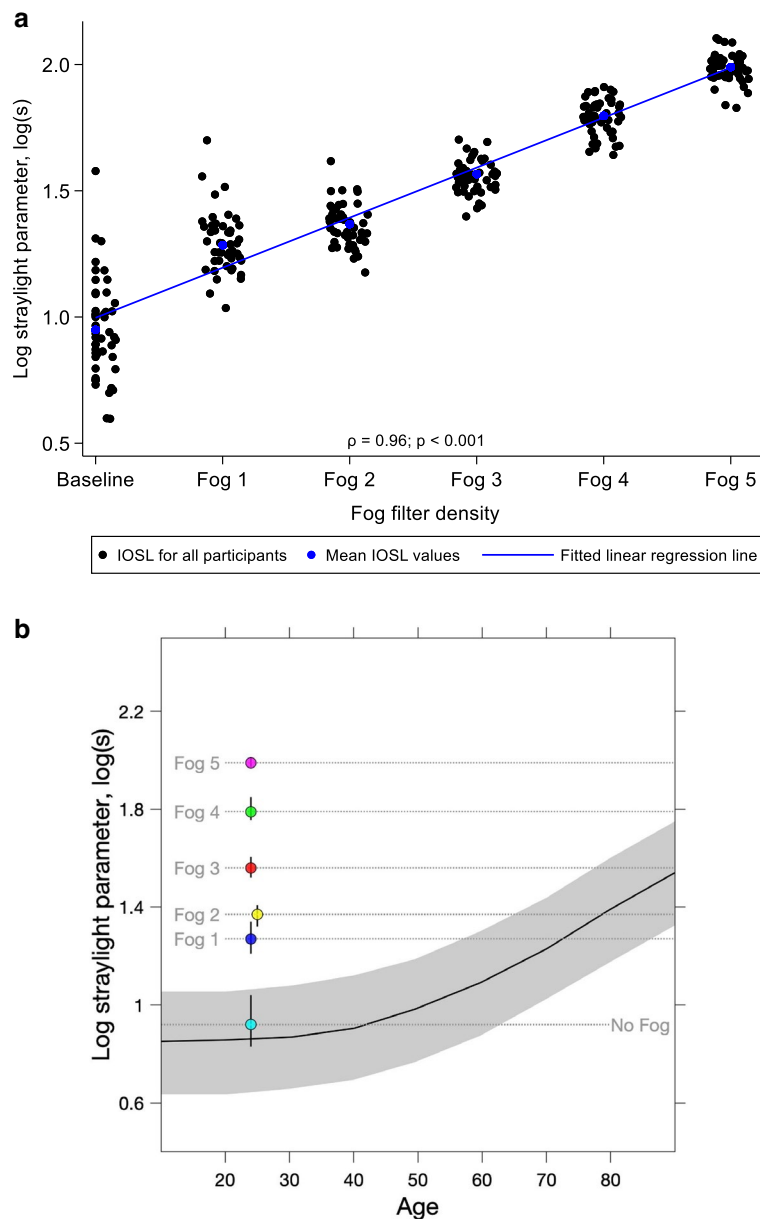 a
Log straylight parameter, log(s)
2.0
1.5
1.0
0.5
ρ = 0.96; p < 0.001
Baseline Fog 1 Fog 2 Fog 3 Fog 4 Fog 5
Fog filter density
IOSL for all participants Mean IOSL values Fitted linear regression line
b
Log straylight parameter, log(s)
2.2
1.8
1.4
1
0.6
Fog 5
Fog 4
Fog 3
Fog 2
Fog 1
No Fog
20 30 40 50 60 70 80
Age